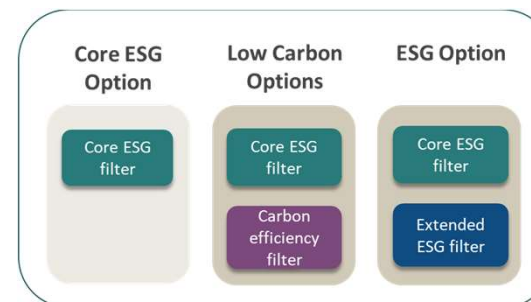 Core ESG
Option
Low Carbon
Options
ESG Option
Core ESG
filter
Core ESG
filter
Carbon
efficiency
filter
Core ESG
filter
Extended
ESG filter